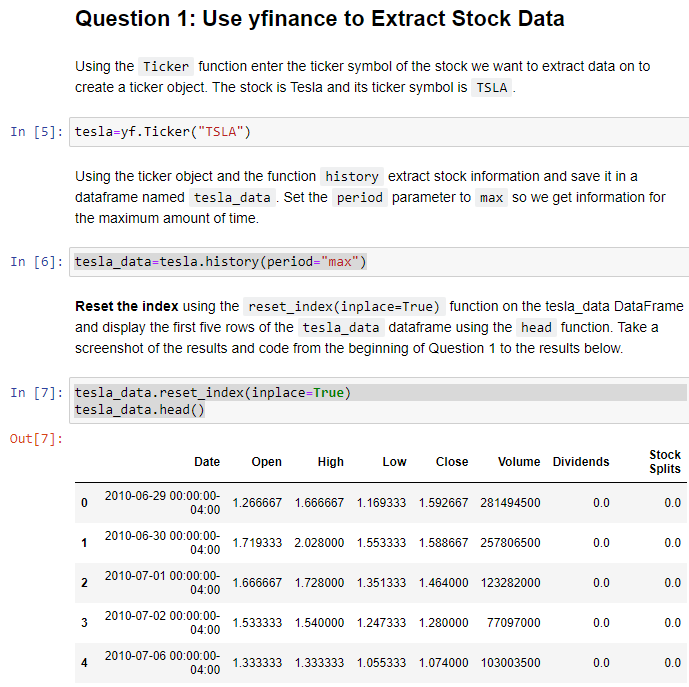 Question 1: Use yfinance to Extract Stock Data
Using the Ticker function enter the ticker symbol of the stock we want to extract data on to
create a ticker object. The stock is Tesla and its ticker symbol is TSLA .
In [5]: tesla=yf.Ticker("TSLA")
Using the ticker object and the function history extract stock information and save it in a
dataframe named tesla_data . Set the period parameter to max so we get information for
the maximum amount of time.
In [6]: tesla_data=tesla.history(period="max")
Reset the index using the reset_index(inplace=True) function on the tesla_data DataFrame
and display the first five rows of the tesla_data dataframe using the head function. Take a
screenshot of the results and code from the beginning of Question 1 to the results below.
In [7]: tesla_data.reset_index(inplace=True)
tesla_data.head()
Out[7]:
Date Open High Low Close Volume Dividends Stock
Splits
0 2010-06-29 00:00:00-
04:00 1.266667 1.666667 1.169333 1.592667 281494500 0.0 0.0
1 2010-06-30 00:00:00-
04:00 1.719333 2.028000 1.553333 1.588667 257806500 0.0 0.0
2 2010-07-01 00:00:00-
04:00 1.666667 1.728000 1.351333 1.464000 123282000 0.0 0.0
3 2010-07-02 00:00:00-
04:00 1.533333 1.540000 1.247333 1.280000 77097000 0.0 0.0
4 2010-07-06 00:00:00-
04:00 1.333333 1.333333 1.055333 1.074000 103003500 0.0 0.0